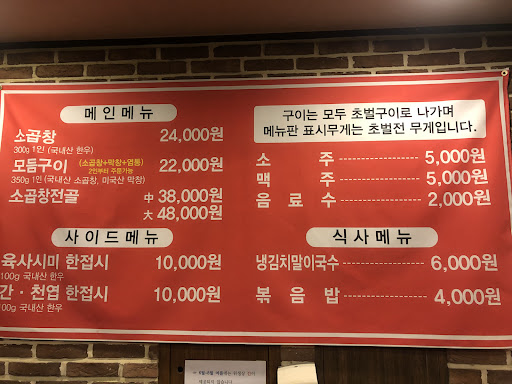 메인메뉴
소곱창 24,000원
300g 1인 (국내산 한우)
모듬구이 (소곱창+막창+염통) 2인부터 주문가능 22,000원
350g 1인 (국내산 소곱창, 미국산 막창)
소곱창전골 中 38,000원
大 48,000원
사이드메뉴
육사시미 한접시 10,000원
100g 국내산 한우
간·천엽 한접시 10,000원
00g 국내산 한우
구이는 모두 초벌구이로 나가며
메뉴판 표시무게는 초벌전 무게입니다.
소 주 5,000원
맥 주 5,000원
음 료 수 2,000원
식사메뉴
냉김치말이국수 6,000원
볶 음 밥 4,000원